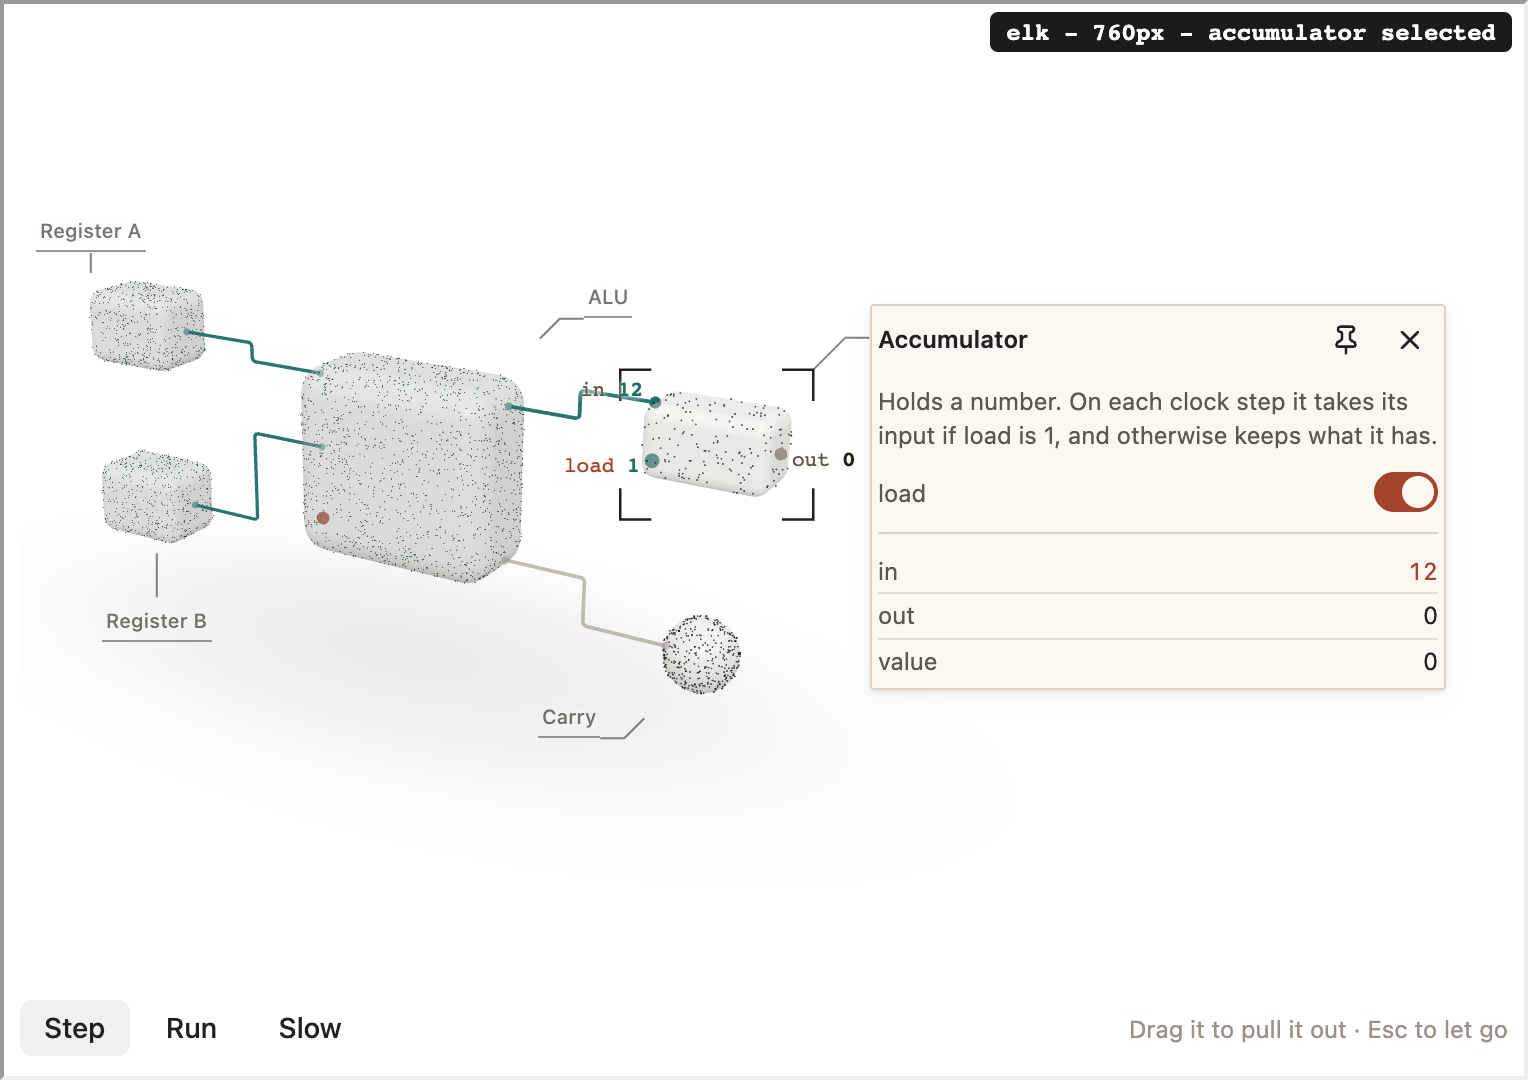 elk - 760px - accumulator selected
Register A
ALU
in 12
load 1
out 0
Register B
Carry
Accumulator
Holds a number. On each clock step it takes its
input if load is 1, and otherwise keeps what it has.
load
in 12
out 0
value 0
Step Run Slow
Drag it to pull it out · Esc to let go